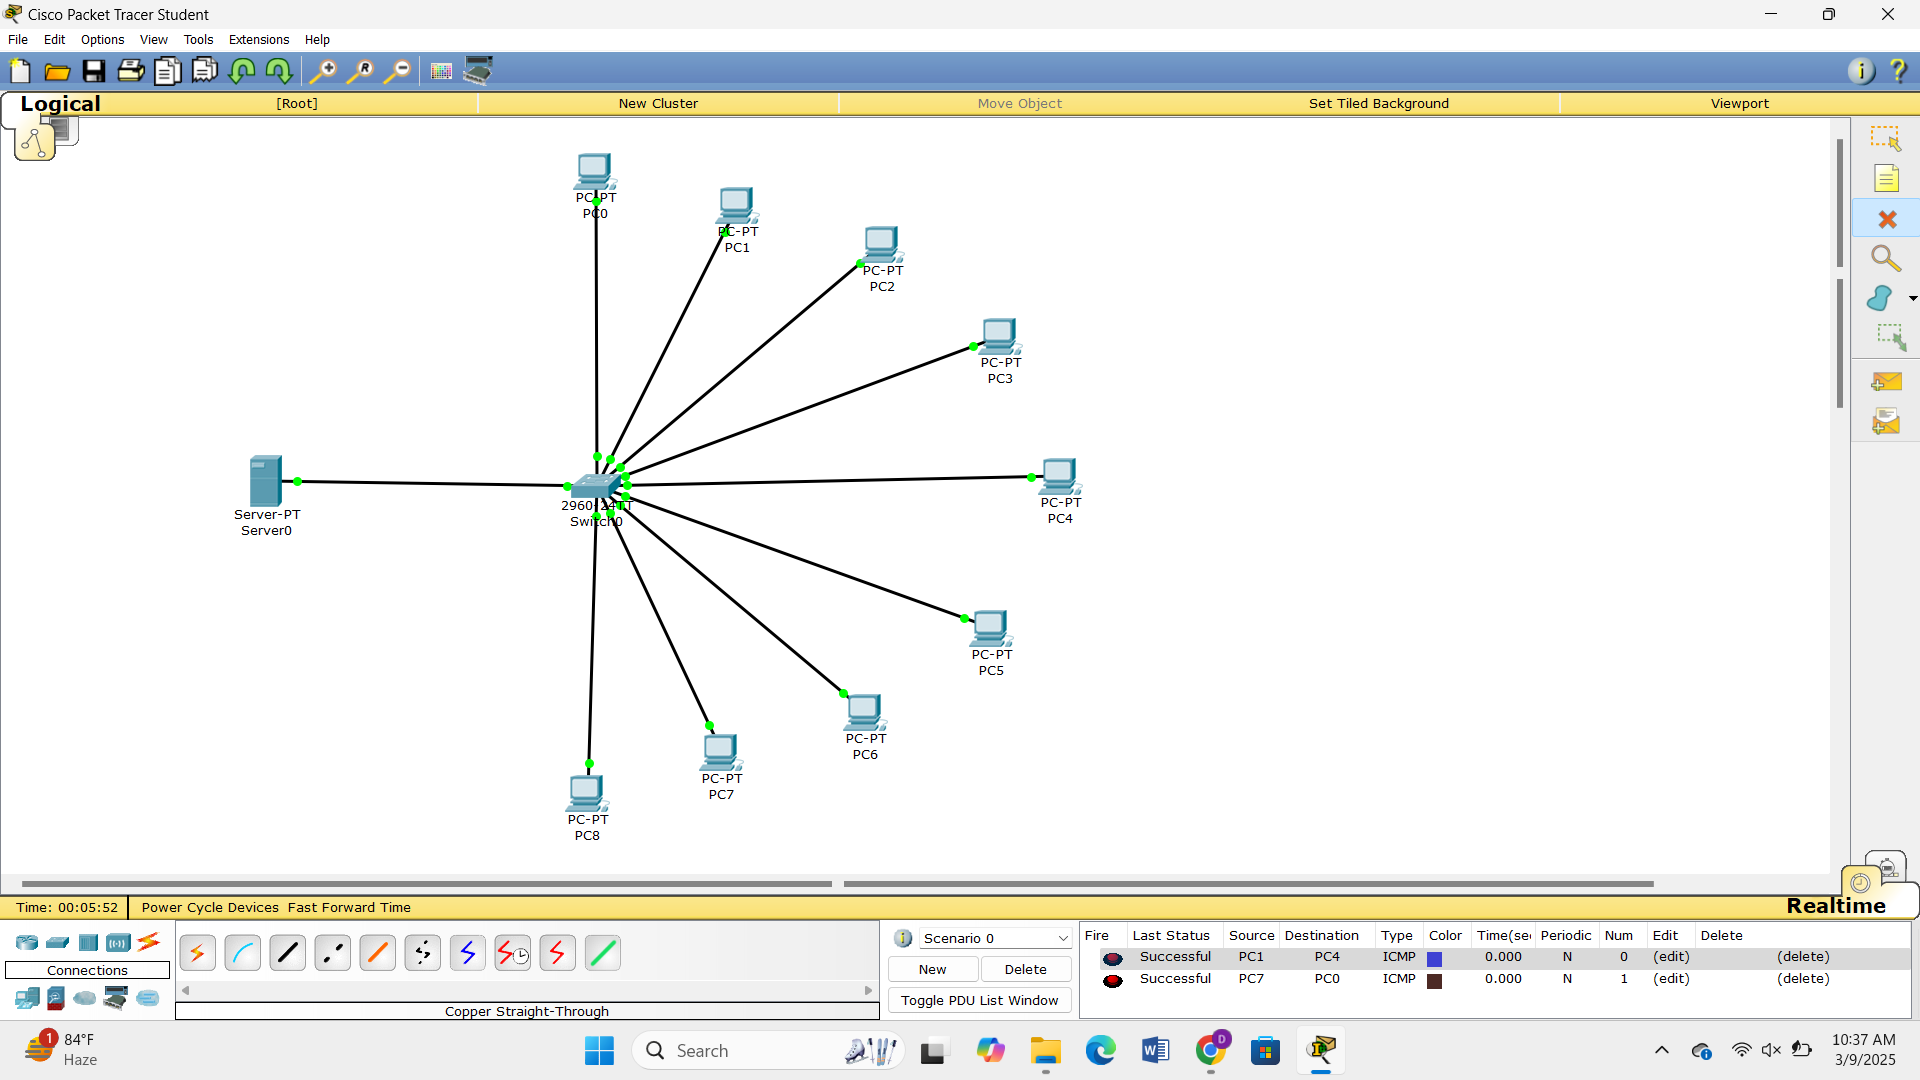 Cisco Packet Tracer Student
File Edit Options View Tools Extensions Help
Logical [Root] New Cluster Move Object Set Tiled Background Viewport
PC-PT
PC0
PC-PT
PC1
PC-PT
PC2
PC-PT
PC3
PC-PT
PC4
Server-PT
Server0
2960-24TT
Switch0
PC-PT
PC5
PC-PT
PC6
PC-PT
PC7
PC-PT
PC8
Time: 00:05:52 Power Cycle Devices Fast Forward Time
Realtime
Connections
Copper Straight-Through
Scenario 0
New Delete
Toggle PDU List Window
Fire Last Status Source Destination Type Color Time(sec Periodic Num Edit Delete
Successful PC1 PC4 ICMP 0.000 N 0 (edit) (delete)
Successful PC7 PC0 ICMP 0.000 N 1 (edit) (delete)
1
84°F
Haze
Search
D
10:37 AM
3/9/2025